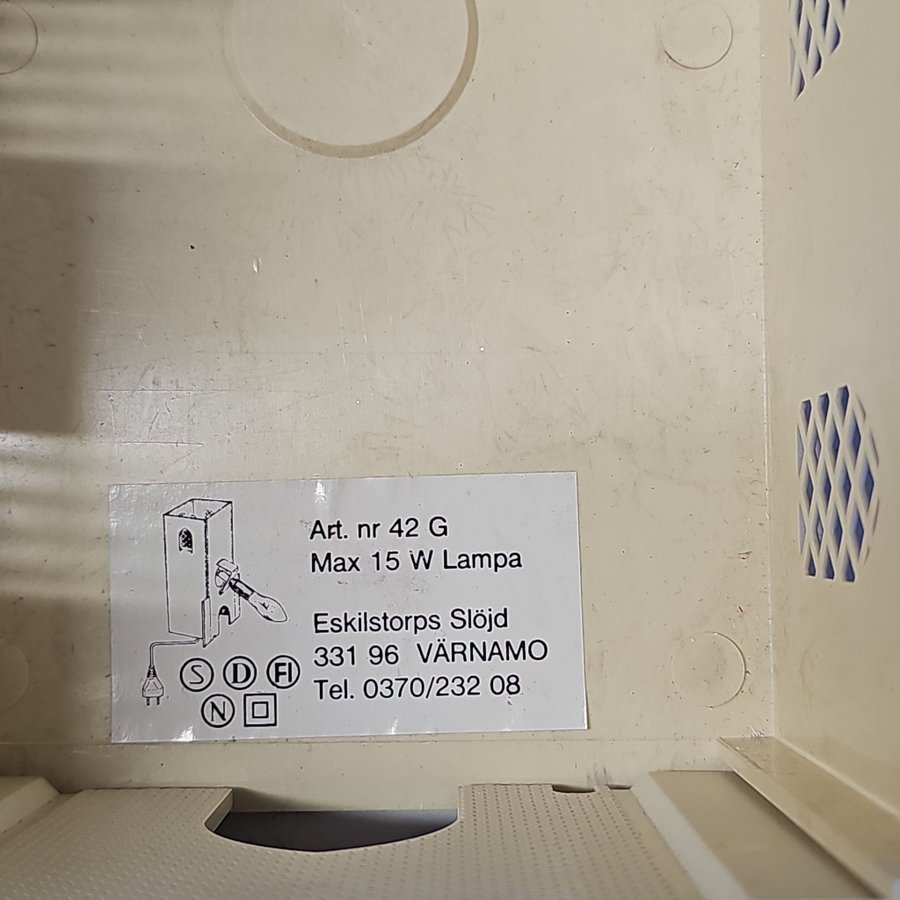 Art. nr 42 G
Max 15 W Lampa
Eskilstorps Slöjd
331 96 VÄRNAMO
Tel. 0370/232 08
S D FI
N